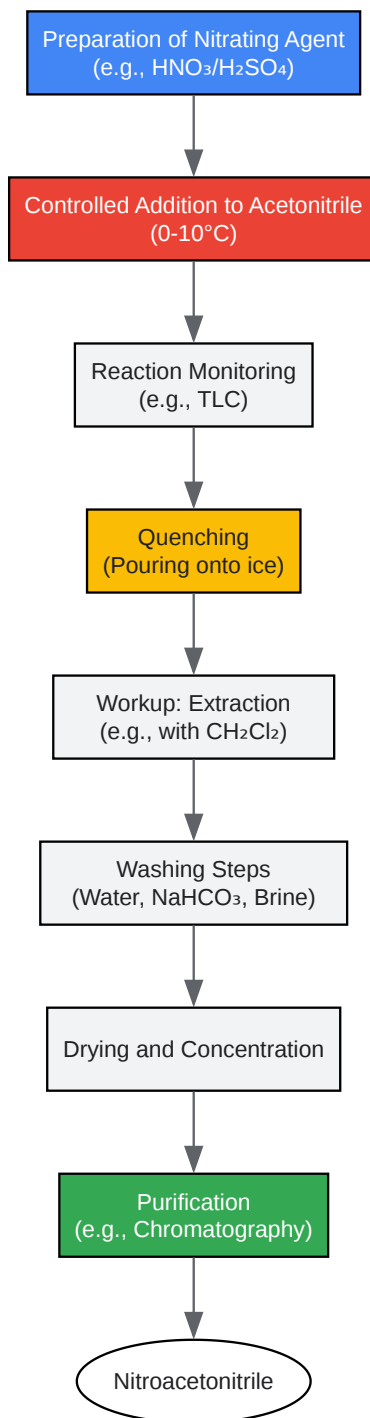 Preparation of Nitrating Agent
(e.g., HNO₃/H₂SO₄)
Controlled Addition to Acetonitrile
(0-10°C)
Reaction Monitoring
(e.g., TLC)
Quenching
(Pouring onto ice)
Workup: Extraction
(e.g., with CH₂Cl₂)
Washing Steps
(Water, NaHCO₃, Brine)
Drying and Concentration
Purification
(e.g., Chromatography)
Nitroacetonitrile